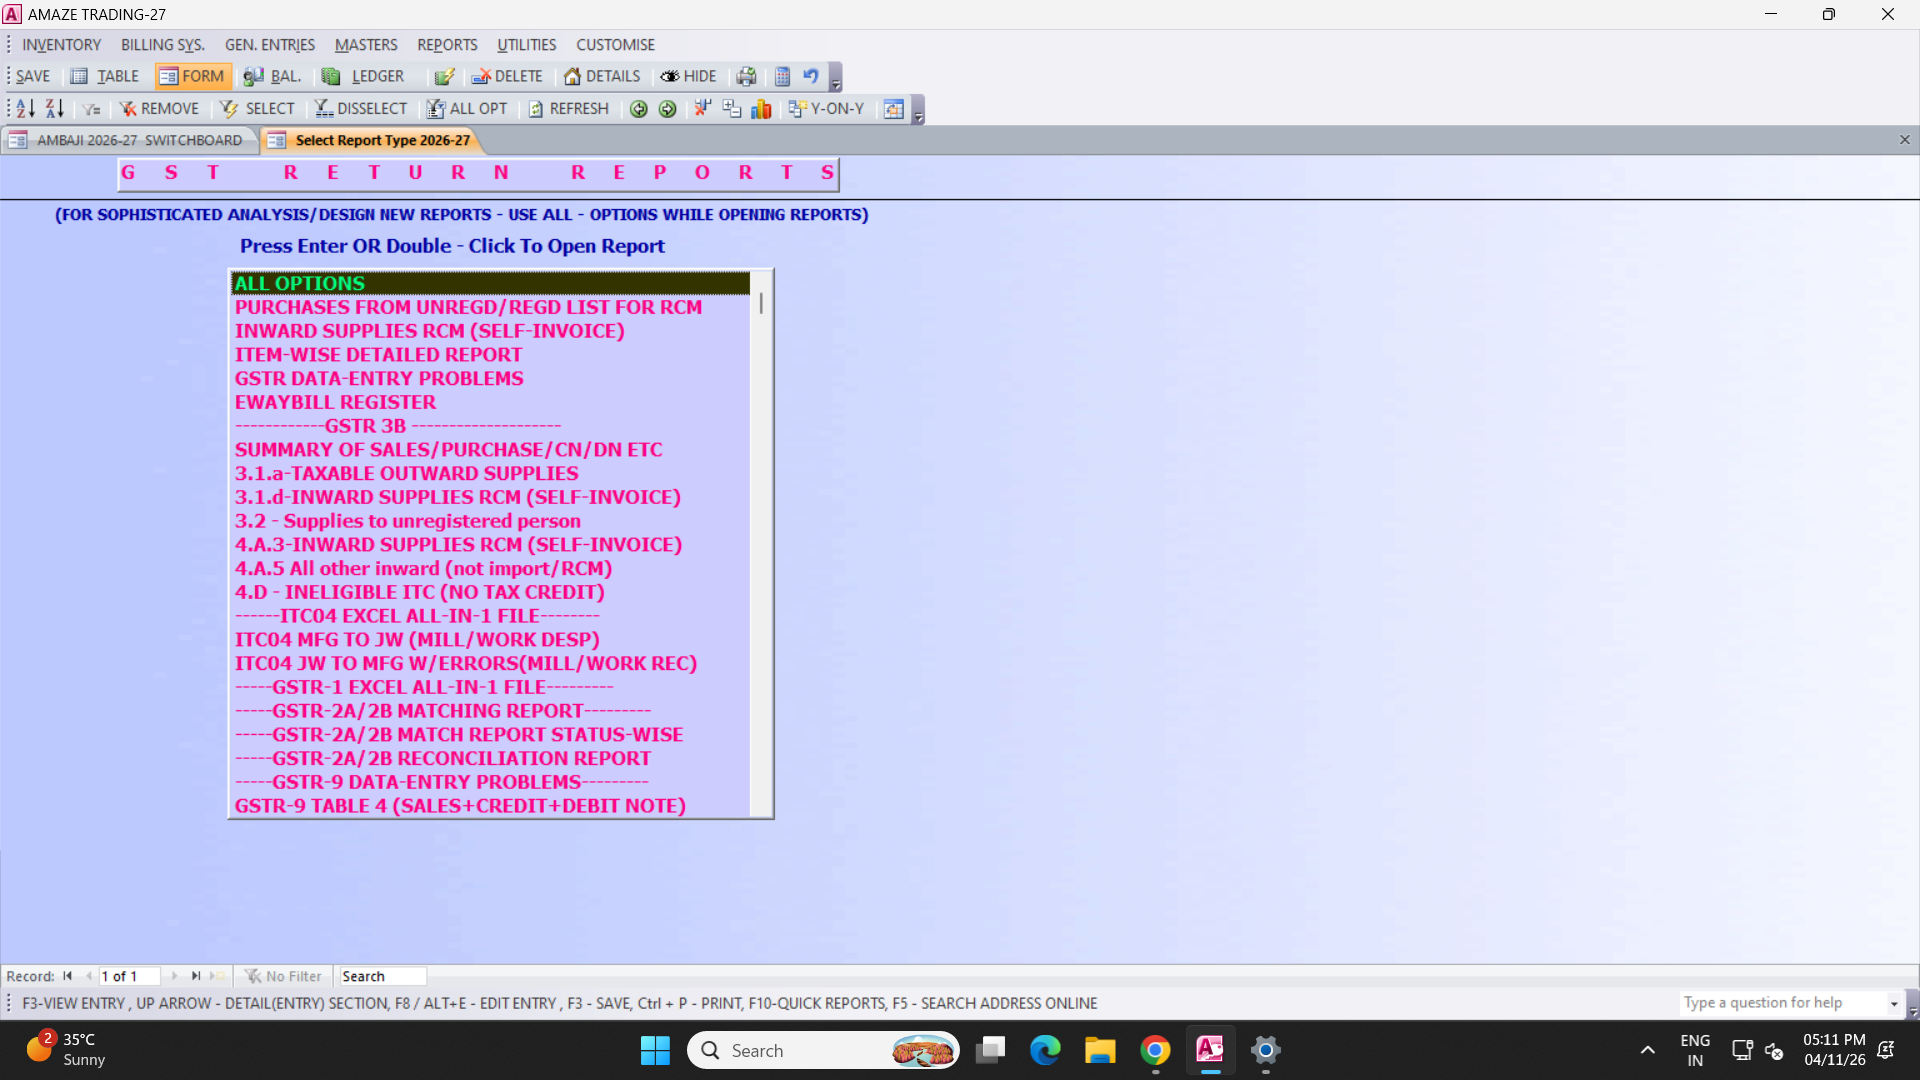 AMAZE TRADING-27
INVENTORY BILLING SYS. GEN. ENTRIES MASTERS REPORTS UTILITIES CUSTOMISE
SAVE TABLE FORM BAL. LEDGER DELETE DETAILS HIDE
REMOVE SELECT DISSELECT ALL OPT REFRESH Y-ON-Y
AMBAJI 2026-27 SWITCHBOARD Select Report Type 2026-27
G S T R E T U R N R E P O R T S
(FOR SOPHISTICATED ANALYSIS/DESIGN NEW REPORTS - USE ALL - OPTIONS WHILE OPENING REPORTS)
Press Enter OR Double - Click To Open Report
ALL OPTIONS
PURCHASES FROM UNREGD/REGD LIST FOR RCM
INWARD SUPPLIES RCM (SELF-INVOICE)
ITEM-WISE DETAILED REPORT
GSTR DATA-ENTRY PROBLEMS
EWAYBILL REGISTER
------------GSTR 3B --------------------
SUMMARY OF SALES/PURCHASE/CN/DN ETC
3.1.a-TAXABLE OUTWARD SUPPLIES
3.1.d-INWARD SUPPLIES RCM (SELF-INVOICE)
3.2 - Supplies to unregistered person
4.A.3-INWARD SUPPLIES RCM (SELF-INVOICE)
4.A.5 All other inward (not import/RCM)
4.D - INELIGIBLE ITC (NO TAX CREDIT)
------ITC04 EXCEL ALL-IN-1 FILE--------
ITC04 MFG TO JW (MILL/WORK DESP)
ITC04 JW TO MFG W/ERRORS(MILL/WORK REC)
-----GSTR-1 EXCEL ALL-IN-1 FILE---------
-----GSTR-2A/2B MATCHING REPORT---------
-----GSTR-2A/2B MATCH REPORT STATUS-WISE
-----GSTR-2A/2B RECONCILIATION REPORT
-----GSTR-9 DATA-ENTRY PROBLEMS---------
GSTR-9 TABLE 4 (SALES+CREDIT+DEBIT NOTE)
Record: 1 of 1 No Filter Search
F3-VIEW ENTRY , UP ARROW - DETAIL(ENTRY) SECTION, F8 / ALT+E - EDIT ENTRY , F3 - SAVE, Ctrl + P - PRINT, F10-QUICK REPORTS, F5 - SEARCH ADDRESS ONLINE
Type a question for help
2
35°C
Sunny
Search
ENG
IN
05:11 PM
04/11/26